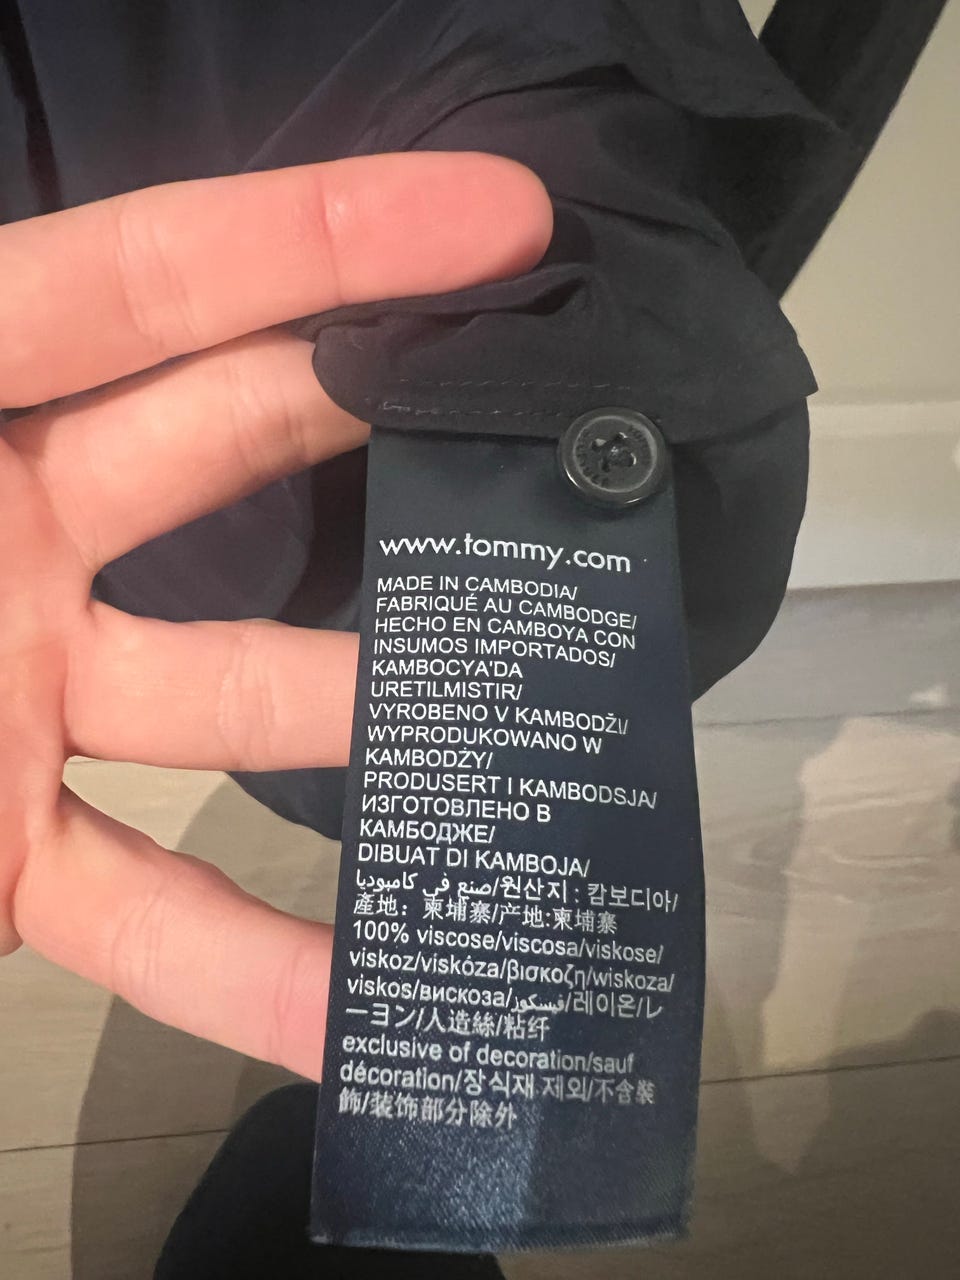 www.tommy.com
MADE IN CAMBODIA/
FABRIQUÉ AU CAMBODGE/
HECHO EN CAMBOYA CON
INSUMOS IMPORTADOS/
KAMBOCYA'DA
URETILMISTIR/
VYROBENO V KAMBODŽI/
WYPRODUKOWANO W
KAMBODŻY/
PRODUSERT I KAMBODSJA/
ИЗГОТОВЛЕНО В
КАМБОДЖЕ/
DIBUAT DI KAMBOJA/
صنع في كامبوديا/원산지 : 캄보디아/
產地: 柬埔寨/产地:柬埔寨
100% viscose/viscosa/viskose/
viskoz/viskóza/βισκοζη/wiskoza/
viskos/вискоза/فيسكوز/레이온/レ
ーヨン/人造絲/粘纤
exclusive of decoration/sauf
décoration/장식재 제외/不含裝
飾/装饰部分除外